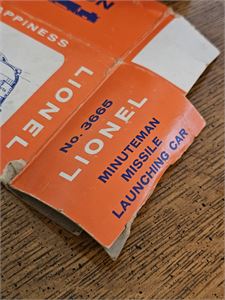 APPINESS
LIONEL
No. 3665
LIONEL
MINUTEMAN
MISSILE
LAUNCHING CAR